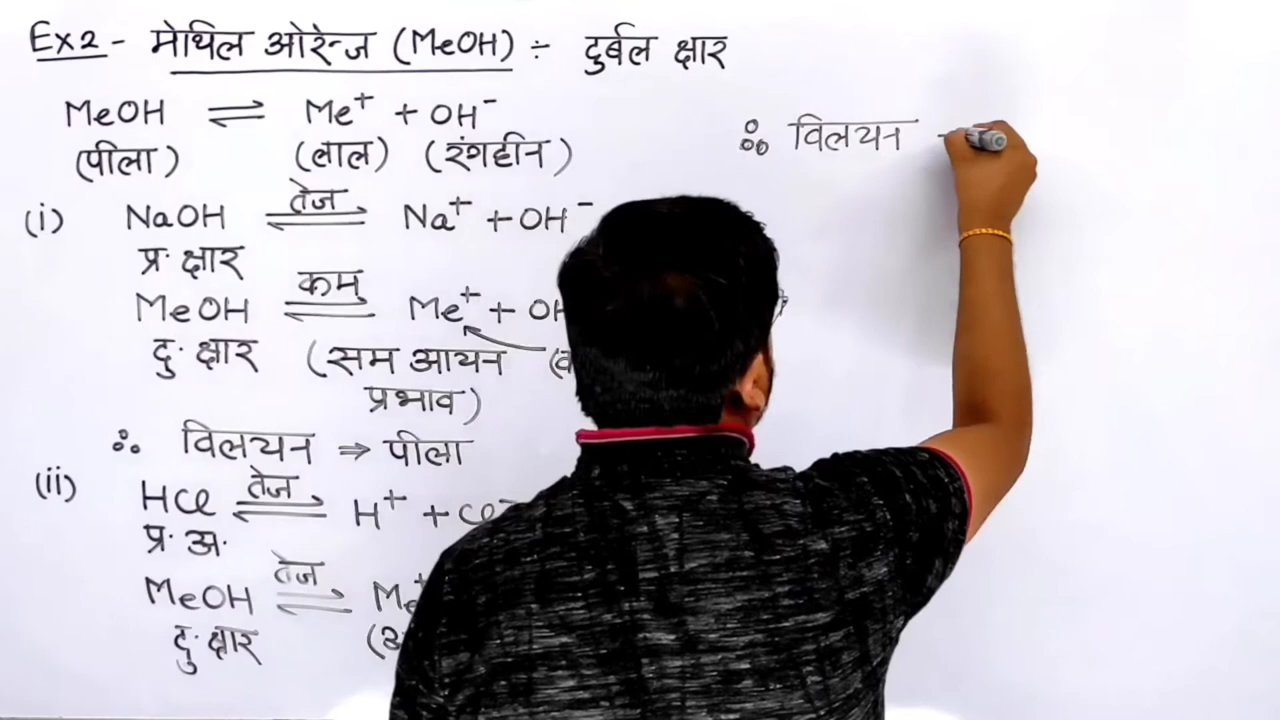 Ex2 - मेथिल ओरेन्ज (MeOH) ÷ दुर्बल क्षार
MeOH ⇌ Me⁺ + OH⁻
(पीला) (लाल) (रंगहीन)
(i) NaOH ⇌ तेज Na⁺ + OH⁻
प्र. क्षार
MeOH ⇌ कम Me⁺ + OH
दु. क्षार (सम आयन
प्रभाव)
∴ विलयन ⇒ पीला
(ii) HCl ⇌ तेज H⁺ + Cl⁻
प्र. अ.
MeOH ⇌ तेज Me⁺
दु. क्षार
∴ विलयन